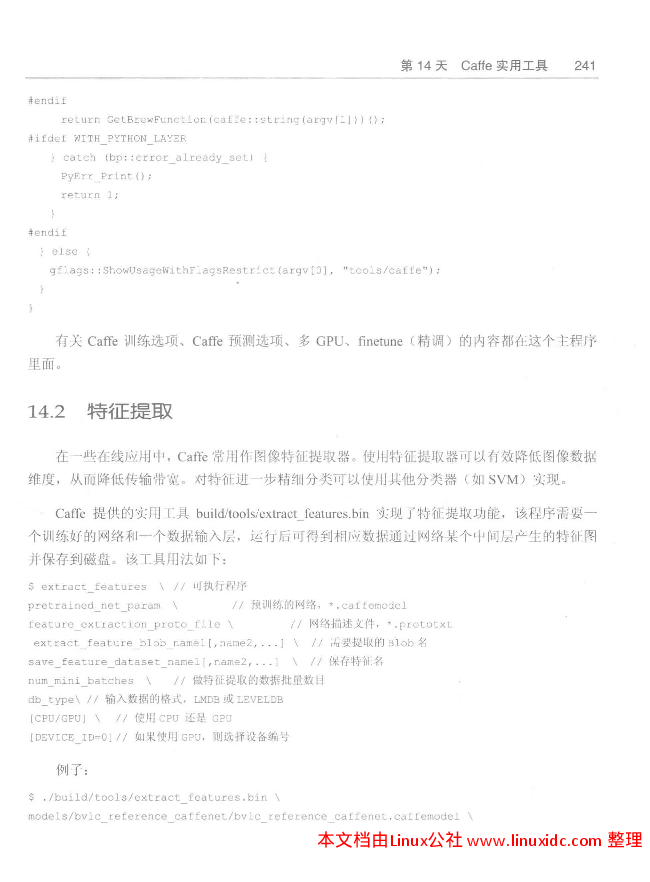 第 14 天 Caffe 实用工具 241
#endif
return GetBrewFunction(caffe::string(argv[1]))();
#ifdef WITH_PYTHON_LAYER
} catch (bp::error_already_set) {
PyErr_Print();
return 1;
}
#endif
} else {
gflags::ShowUsageWithFlagsRestrict(argv[0], "tools/caffe");
}
}
有关 Caffe 训练选项、Caffe 预测选项、多 GPU、finetune（精调）的内容都在这个主程序
里面。
14.2 特征提取
在一些在线应用中，Caffe 常用作图像特征提取器。使用特征提取器可以有效降低图像数据
维度，从而降低传输带宽。对特征进一步精细分类可以使用其他分类器（如 SVM）实现。
Caffe 提供的实用工具 build/tools/extract_features.bin 实现了特征提取功能，该程序需要一
个训练好的网络和一个数据输入层，运行后可得到相应数据通过网络某个中间层产生的特征图
并保存到磁盘。该工具用法如下：
$ extract_features \ // 可执行程序
pretrained_net_param \ // 预训练的网络，*.caffemodel
feature_extraction_proto_file \ // 网络描述文件，*.prototxt
extract_feature_blob_name1[,name2,...] \ // 需要提取的 Blob 名
save_feature_dataset_name1[,name2,...] \ // 保存特征名
num_mini_batches \ // 做特征提取的数据批量数目
db_type\ // 输入数据的格式，LMDB 或 LEVELDB
[CPU/GPU] \ // 使用 CPU 还是 GPU
[DEVICE_ID=0]// 如果使用 GPU，则选择设备编号
例子：
$ ./build/tools/extract_features.bin \
models/bvlc_reference_caffenet/bvlc_reference_caffenet.caffemodel \
本文档由Linux公社 www.linuxidc.com 整理